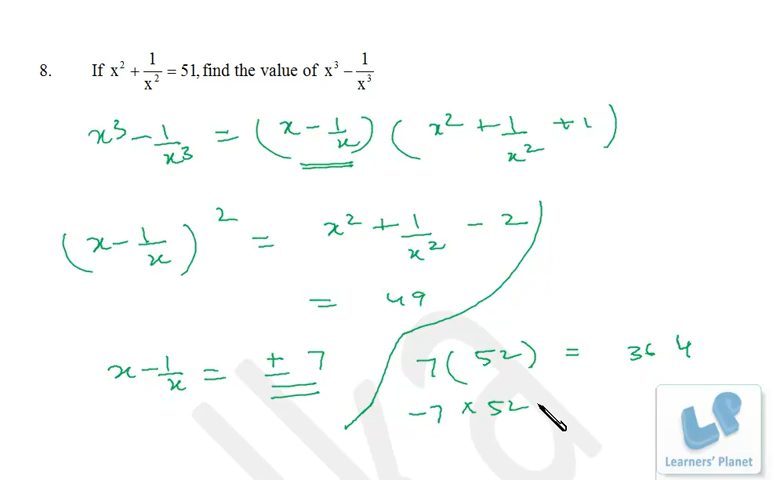 8. If x² + 1/x² = 51, find the value of x³ − 1/x³
x³ − 1/x³ = (x − 1/x) (x² + 1/x² + 1)
(x − 1/x)² = x² + 1/x² − 2
= 49
x − 1/x = ± 7
7(52) = 364
−7 × 52
LP
Learners' Planet